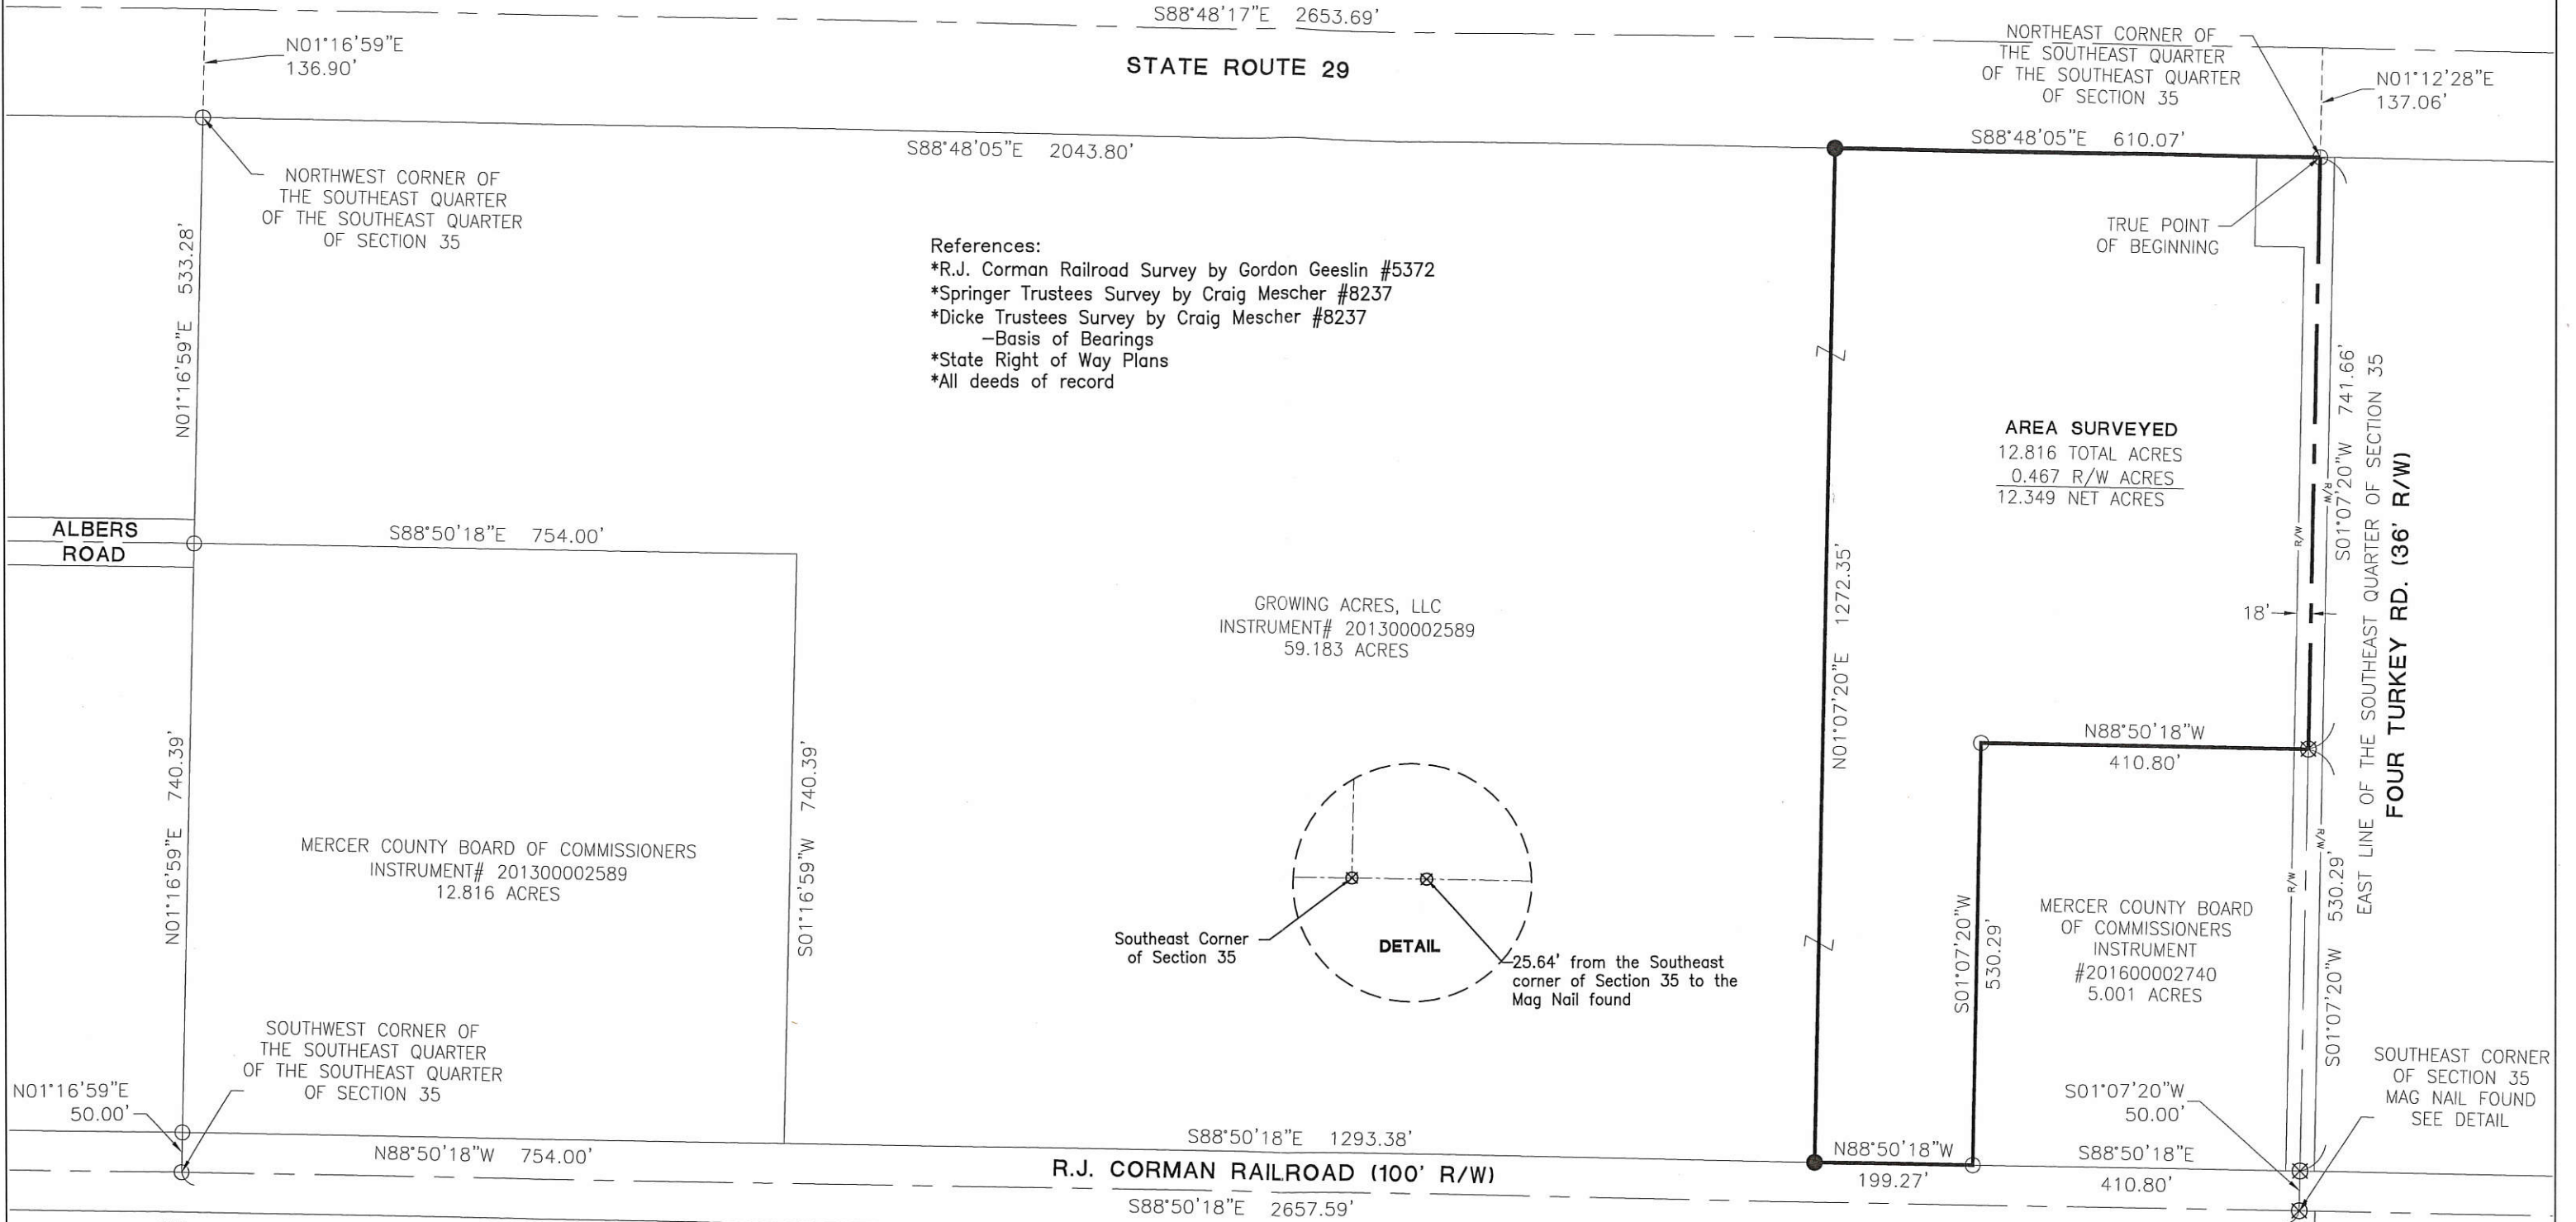 S88°48'17"E 2653.69'
N01°16'59"E
136.90'
STATE ROUTE 29
NORTHEAST CORNER OF
THE SOUTHEAST QUARTER
OF THE SOUTHEAST QUARTER
OF SECTION 35
N01°12'28"E
137.06'
S88°48'05"E 2043.80'
S88°48'05"E 610.07'
NORTHWEST CORNER OF
THE SOUTHEAST QUARTER
OF THE SOUTHEAST QUARTER
OF SECTION 35
TRUE POINT
OF BEGINNING
N01°16'59"E 533.28'
References:
*R.J. Corman Railroad Survey by Gordon Geeslin #5372
*Springer Trustees Survey by Craig Mescher #8237
*Dicke Trustees Survey by Craig Mescher #8237
-Basis of Bearings
*State Right of Way Plans
*All deeds of record
AREA SURVEYED
12.816 TOTAL ACRES
0.467 R/W ACRES
12.349 NET ACRES
S01°07'20"W 741.66'
EAST LINE OF THE SOUTHEAST QUARTER OF SECTION 35
FOUR TURKEY RD. (36' R/W)
R/W
R/W
18'
ALBERS
ROAD
S88°50'18"E 754.00'
GROWING ACRES, LLC
INSTRUMENT# 201300002589
59.183 ACRES
N01°07'20"E 1272.35'
N88°50'18"W
410.80'
N01°16'59"E 740.39'
S01°16'59"W 740.39'
MERCER COUNTY BOARD OF COMMISSIONERS
INSTRUMENT# 201300002589
12.816 ACRES
Southeast Corner
of Section 35
DETAIL
25.64' from the Southeast
corner of Section 35 to the
Mag Nail found
S01°07'20"W
530.29'
MERCER COUNTY BOARD
OF COMMISSIONERS
INSTRUMENT
#201600002740
5.001 ACRES
R/W
R/W
S01°07'20"W 530.29'
SOUTHWEST CORNER OF
THE SOUTHEAST QUARTER
OF THE SOUTHEAST QUARTER
OF SECTION 35
N01°16'59"E
50.00'
S01°07'20"W
50.00'
SOUTHEAST CORNER
OF SECTION 35
MAG NAIL FOUND
SEE DETAIL
N88°50'18"W 754.00'
S88°50'18"E 1293.38'
N88°50'18"W
199.27'
S88°50'18"E
410.80'
R.J. CORMAN RAILROAD (100' R/W)
S88°50'18"E 2657.59'